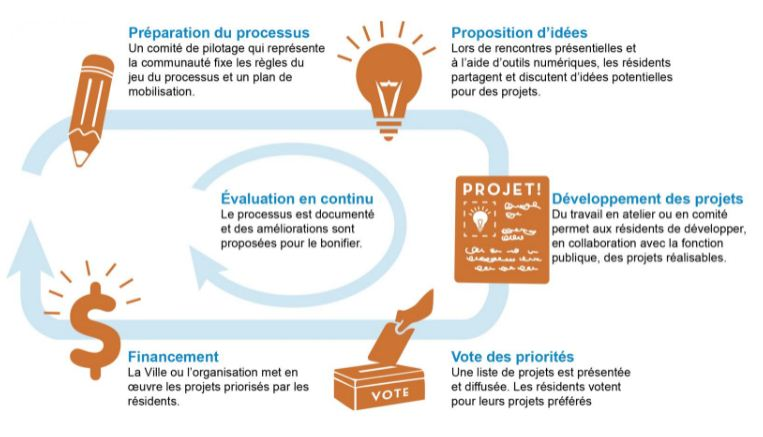 Préparation du processus
Un comité de pilotage qui représente
la communauté fixe les règles du
jeu du processus et un plan de
mobilisation.
Proposition d’idées
Lors de rencontres présentielles et
à l’aide d’outils numériques, les résidents
partagent et discutent d’idées potentielles
pour des projets.
Évaluation en continu
Le processus est documenté
et des améliorations sont
proposées pour le bonifier.
PROJET!
Développement des projets
Du travail en atelier ou en comité
permet aux résidents de développer,
en collaboration avec la fonction
publique, des projets réalisables.
Financement
La Ville ou l’organisation met en
œuvre les projets priorisés par les
résidents.
VOTE
Vote des priorités
Une liste de projets est présentée
et diffusée. Les résidents votent
pour leurs projets préférés